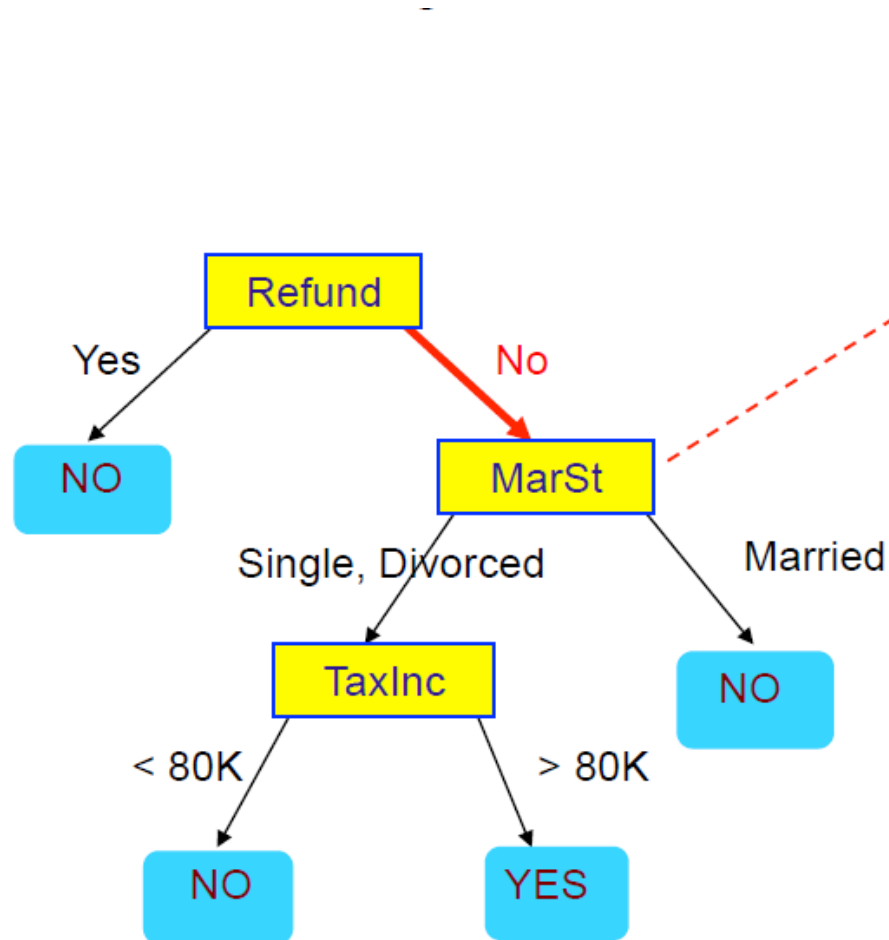 Refund
Yes
No
NO
MarSt
Single, Divorced
Married
TaxInc
NO
< 80K
> 80K
NO
YES